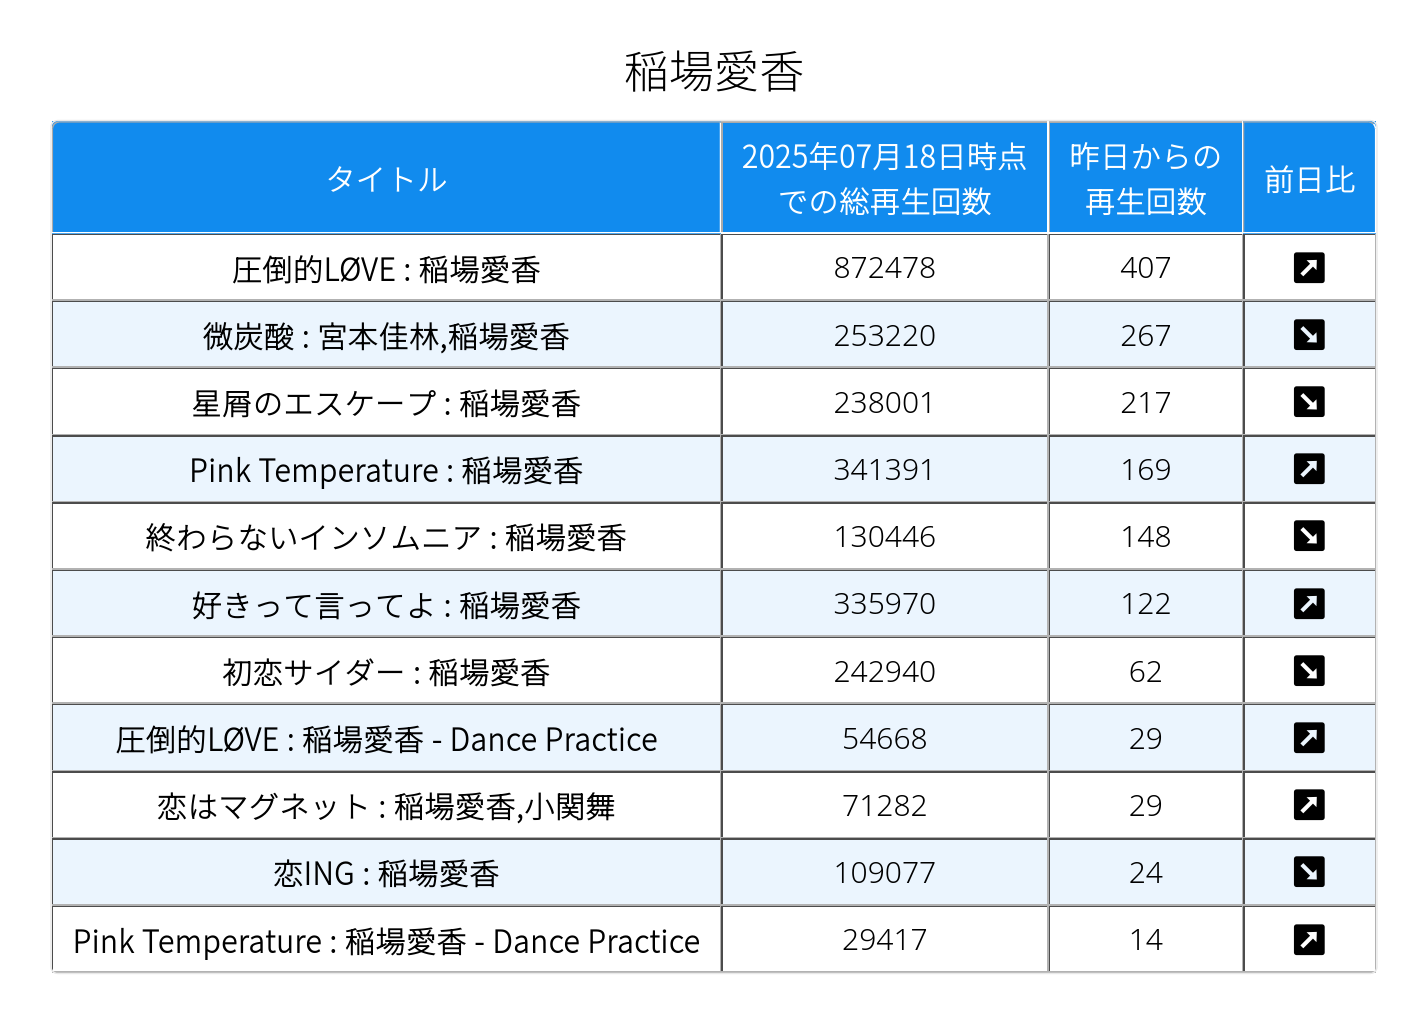 稲場愛香
タイトル
2025年07月18日時点
での総再生回数
昨日からの
再生回数
前日比
圧倒的LØVE : 稲場愛香 872478 407 ↗
微炭酸 : 宮本佳林,稲場愛香 253220 267 ↘
星屑のエスケープ : 稲場愛香 238001 217 ↘
Pink Temperature : 稲場愛香 341391 169 ↗
終わらないインソムニア : 稲場愛香 130446 148 ↘
好きって言ってよ : 稲場愛香 335970 122 ↗
初恋サイダー : 稲場愛香 242940 62 ↘
圧倒的LØVE : 稲場愛香 - Dance Practice 54668 29 ↗
恋はマグネット : 稲場愛香,小関舞 71282 29 ↗
恋ING : 稲場愛香 109077 24 ↘
Pink Temperature : 稲場愛香 - Dance Practice 29417 14 ↗